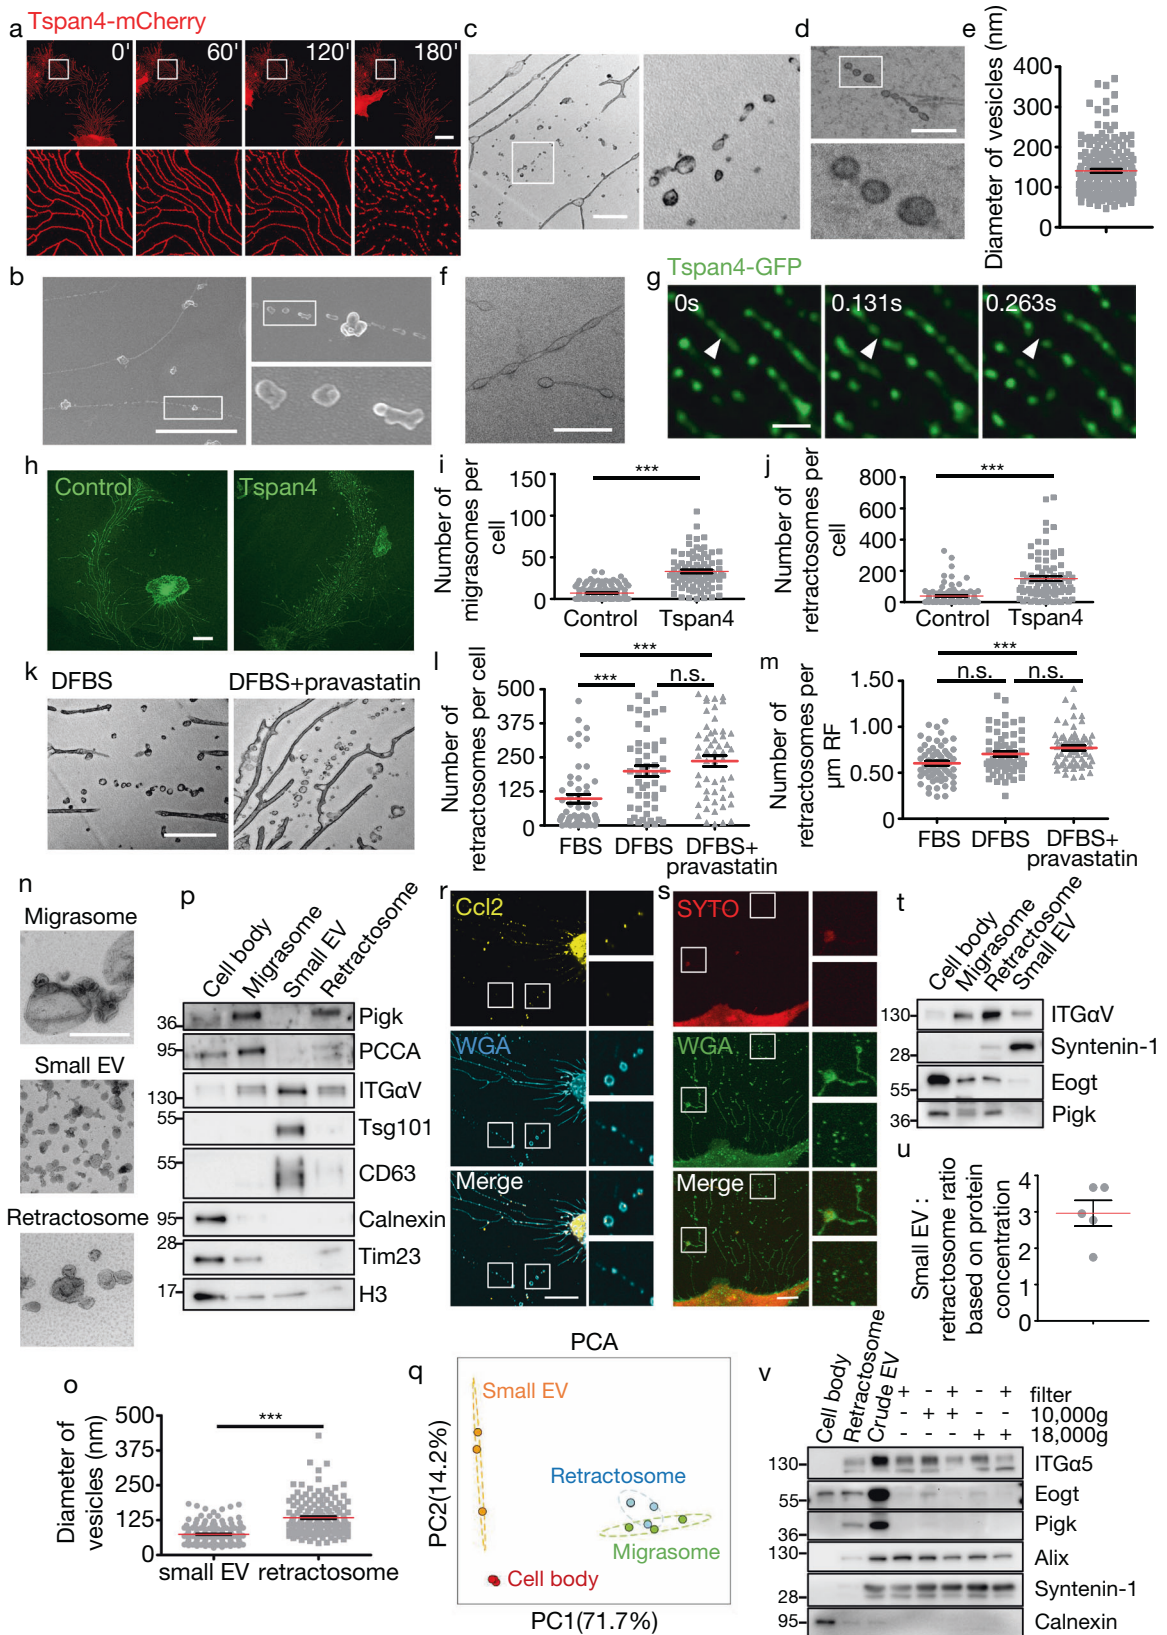 a Tspan4-mCherry
0' 60' 120' 180'
b
c
d
e
Diameter of vesicles (nm)
400
300
200
100
0
f
g Tspan4-GFP
0s 0.131s 0.263s
h
Control Tspan4
i
Number of
migrasomes per
cell
150
100
50
0
***
Control Tspan4
j
Number of
retractosomes per
cell
800
600
400
200
0
***
Control Tspan4
k
DFBS DFBS+pravastatin
l
Number of
retractosomes per cell
500
375
250
125
0
***
*** n.s.
FBS DFBS DFBS+
pravastatin
m
Number of
retractosomes per
µm RF
1.50
1.00
0.50
0.00
***
n.s. n.s.
FBS DFBS DFBS+
pravastatin
n
Migrasome
Small EV
Retractosome
o
Diameter of
vesicles (nm)
500
375
250
125
0
***
small EV retractosome
p
Cell body
Migrasome
Small EV
Retractosome
36 Pigk
95 PCCA
130 ITGαV
55 Tsg101
55 CD63
95 Calnexin
28 Tim23
17 H3
q
PCA
Small EV
Retractosome
Migrasome
Cell body
PC2(14.2%)
PC1(71.7%)
r
Ccl2
WGA
Merge
s
SYTO
WGA
Merge
t
Cell body
Migrasome
Retractosome
Small EV
130 ITGαV
28 Syntenin-1
55 Eogt
36 Pigk
u
Small EV :
retractosome ratio
based on protein
concentration
4
3
2
1
0
v
Cell body
Retractosome
Crude EV
+ - + - + filter
- + + - - 10,000g
- - - + + 18,000g
130 ITGα5
55 Eogt
36 Pigk
130 Alix
28 Syntenin-1
95 Calnexin